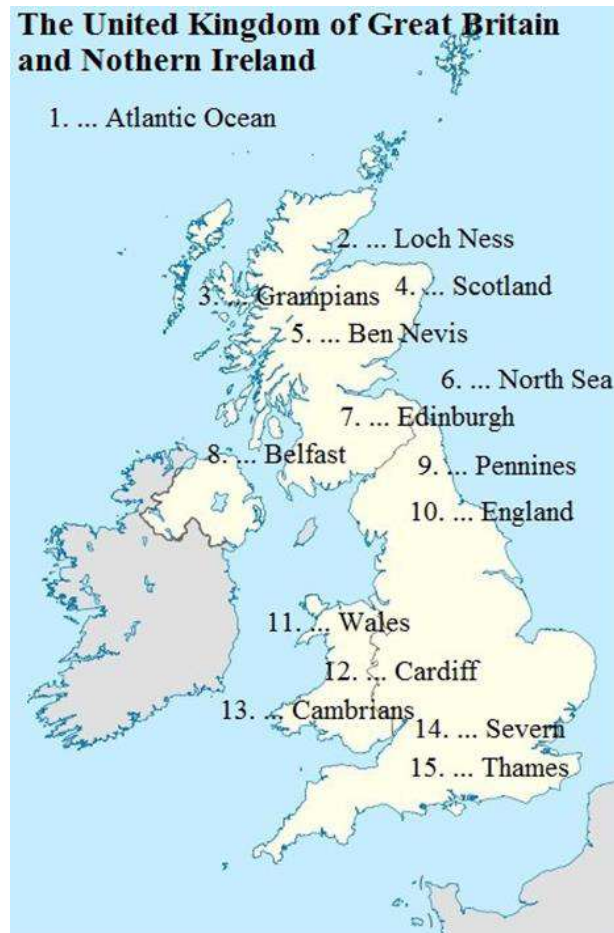 The United Kingdom of Great Britain
and Nothern Ireland
1. ... Atlantic Ocean
2. ... Loch Ness
3. ... Grampians
4. ... Scotland
5. ... Ben Nevis
6. ... North Sea
7. ... Edinburgh
8. ... Belfast
9. ... Pennines
10. ... England
11. ... Wales
12. ... Cardiff
13. ... Cambrians
14. ... Severn
15. ... Thames